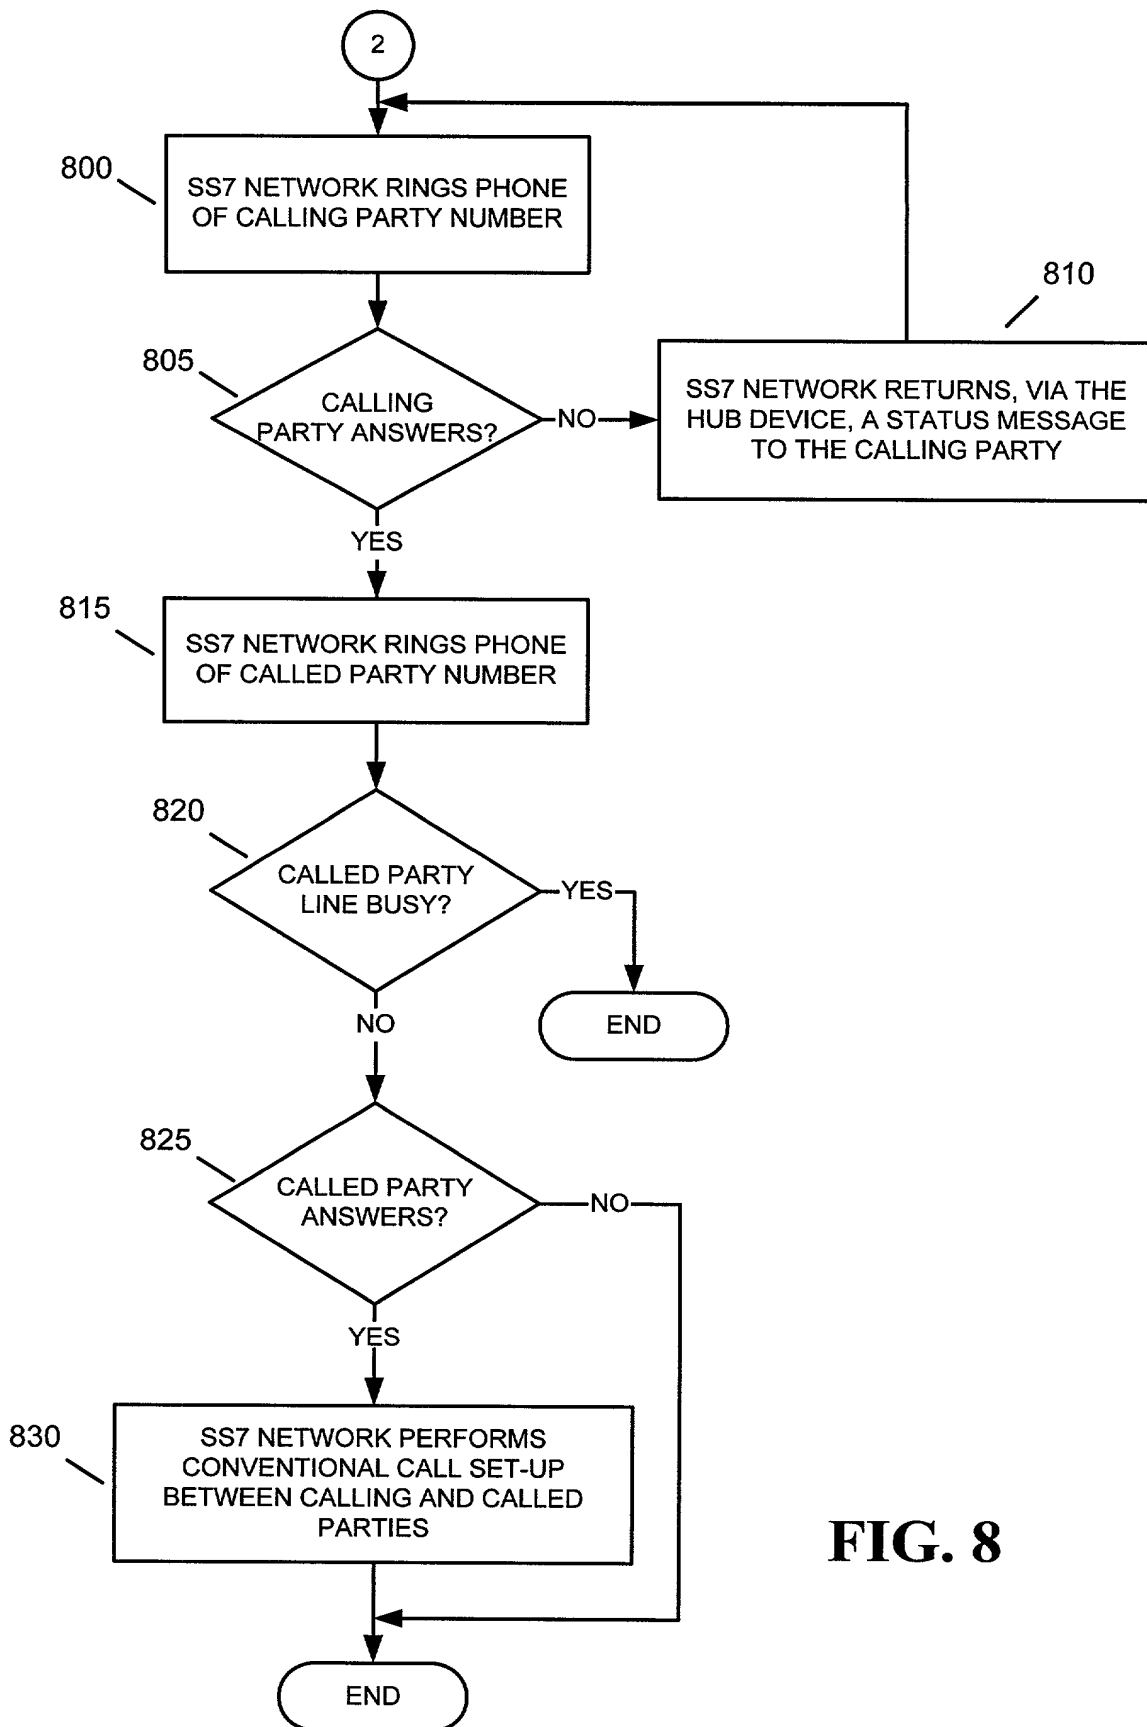 2
800
SS7 NETWORK RINGS PHONE
OF CALLING PARTY NUMBER
810
805
CALLING
PARTY ANSWERS?
NO
SS7 NETWORK RETURNS, VIA THE
HUB DEVICE, A STATUS MESSAGE
TO THE CALLING PARTY
YES
815
SS7 NETWORK RINGS PHONE
OF CALLED PARTY NUMBER
820
CALLED PARTY
LINE BUSY?
YES
END
NO
825
CALLED PARTY
ANSWERS?
NO
YES
830
SS7 NETWORK PERFORMS
CONVENTIONAL CALL SET-UP
BETWEEN CALLING AND CALLED
PARTIES
FIG. 8
END